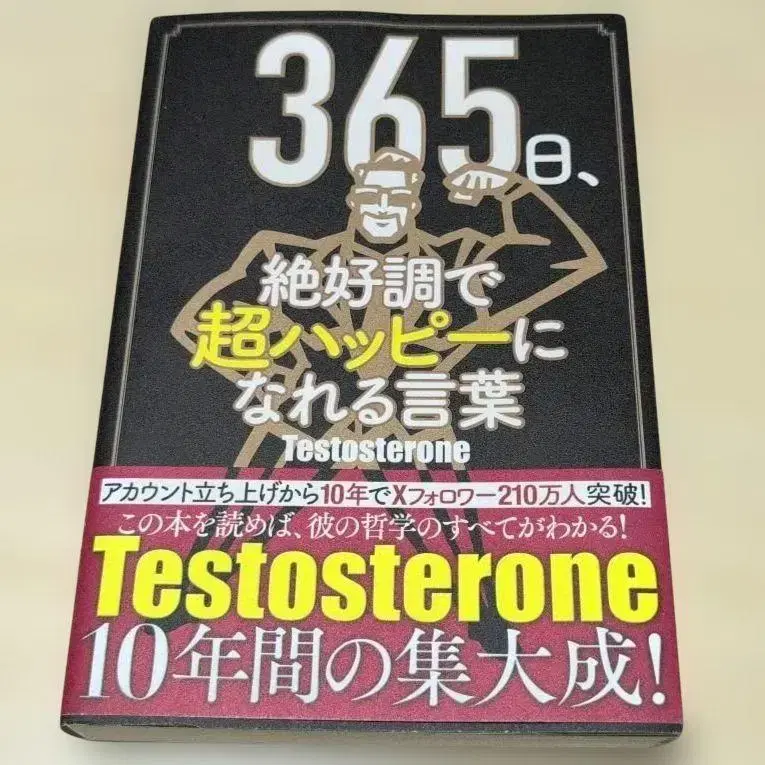 365日、
絶好調で
超ハッピーに
なれる言葉
Testosterone
アカウント立ち上げから10年でXフォロワー210万人突破!
この本を読めば、彼の哲学のすべてがわかる!
Testosterone
10年間の集大成!